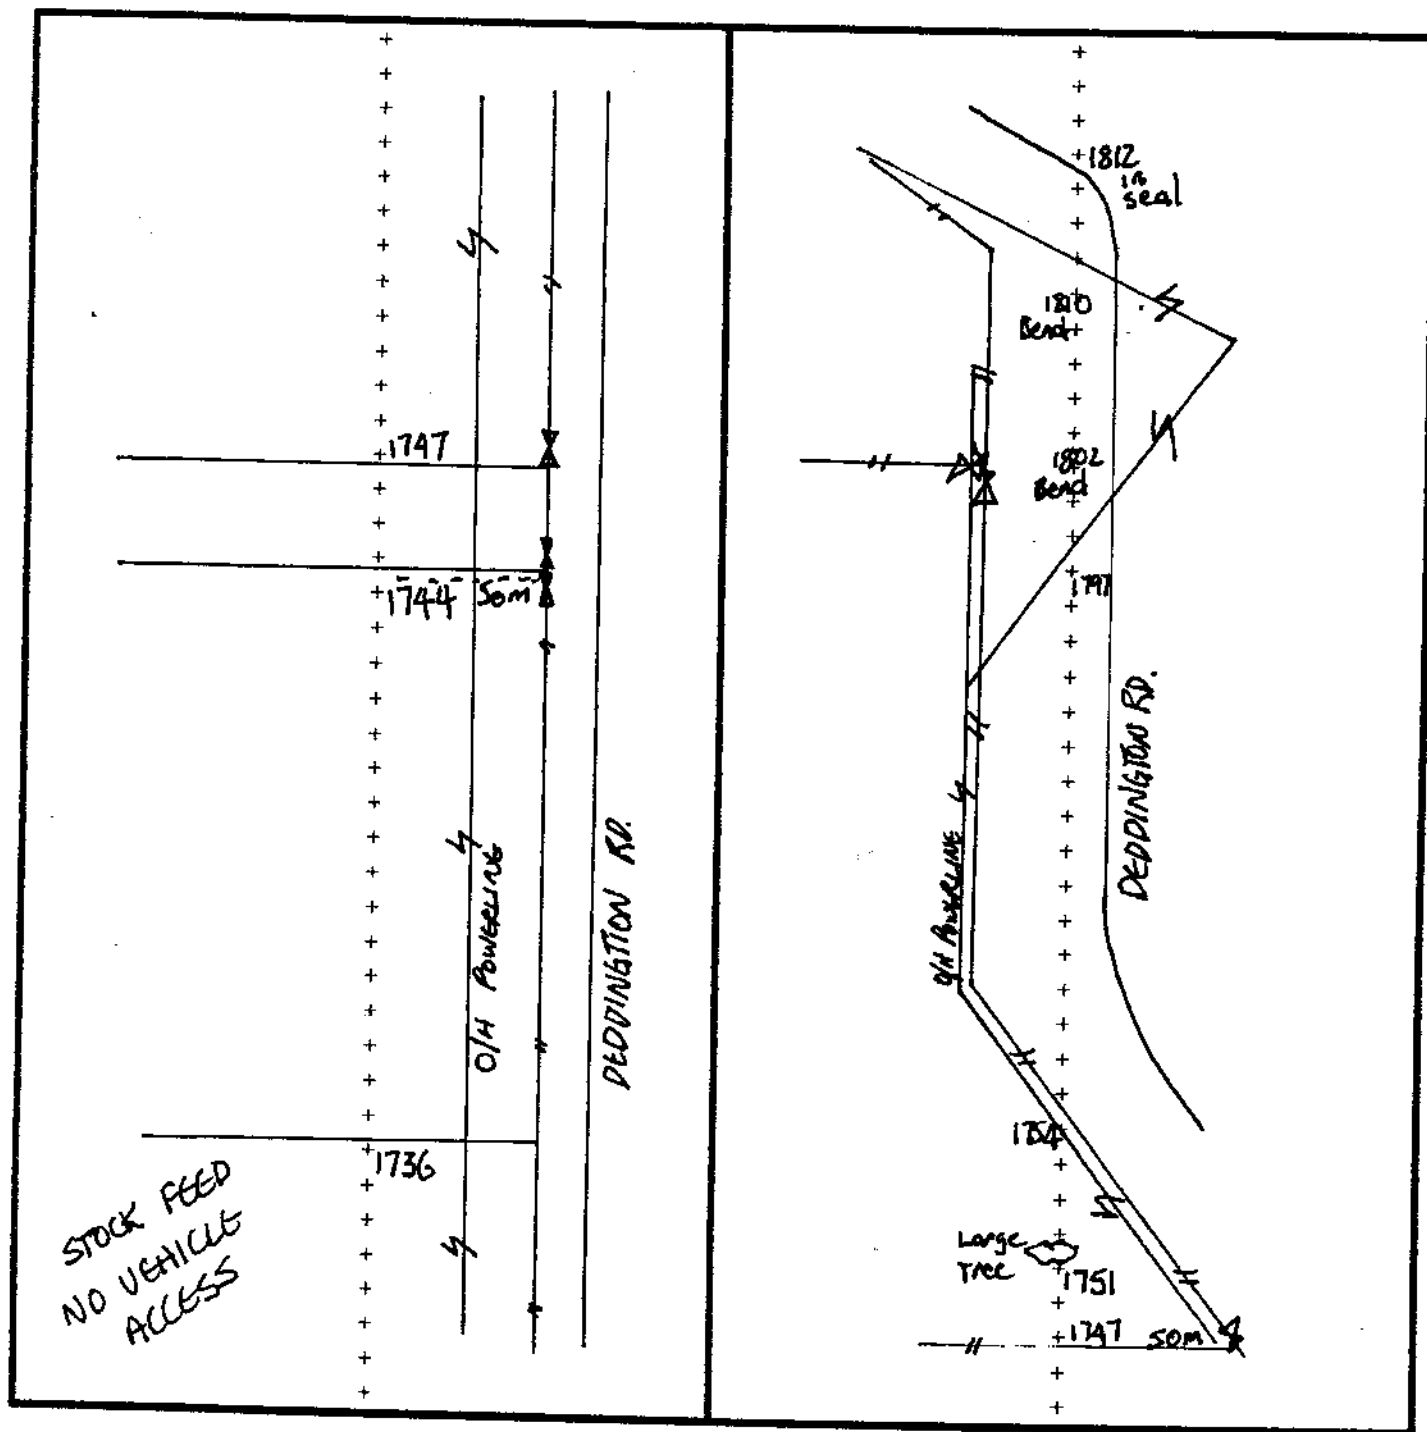 1747
1744 50m
O/H POWERLINE
DEDDINGTION RD.
1736
STOCK FEED
NO VEHICLE
ACCESS
1812
in
seal
1810
Bend
1802
Bend
1797
DEDDINGTON RD.
O/H POWERLINE
1754
Large
Tree
1751
1747 50m